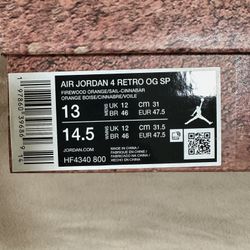 AIR JORDAN 4 RETRO OG SP
FIREWOOD ORANGE/SAIL-CINNABAR
ORANGE BOISE/CINNABRE/VOILE
13 MENS UK 12 CM 31
BR 46 EUR 47.5
14.5 WMNS UK 12 CM 31.5
BR 46 EUR 47.5
JORDAN.COM
HF4340 800
MADE IN CHINA
FABRIQUÉ EN CHINE
HECHO EN CHINA